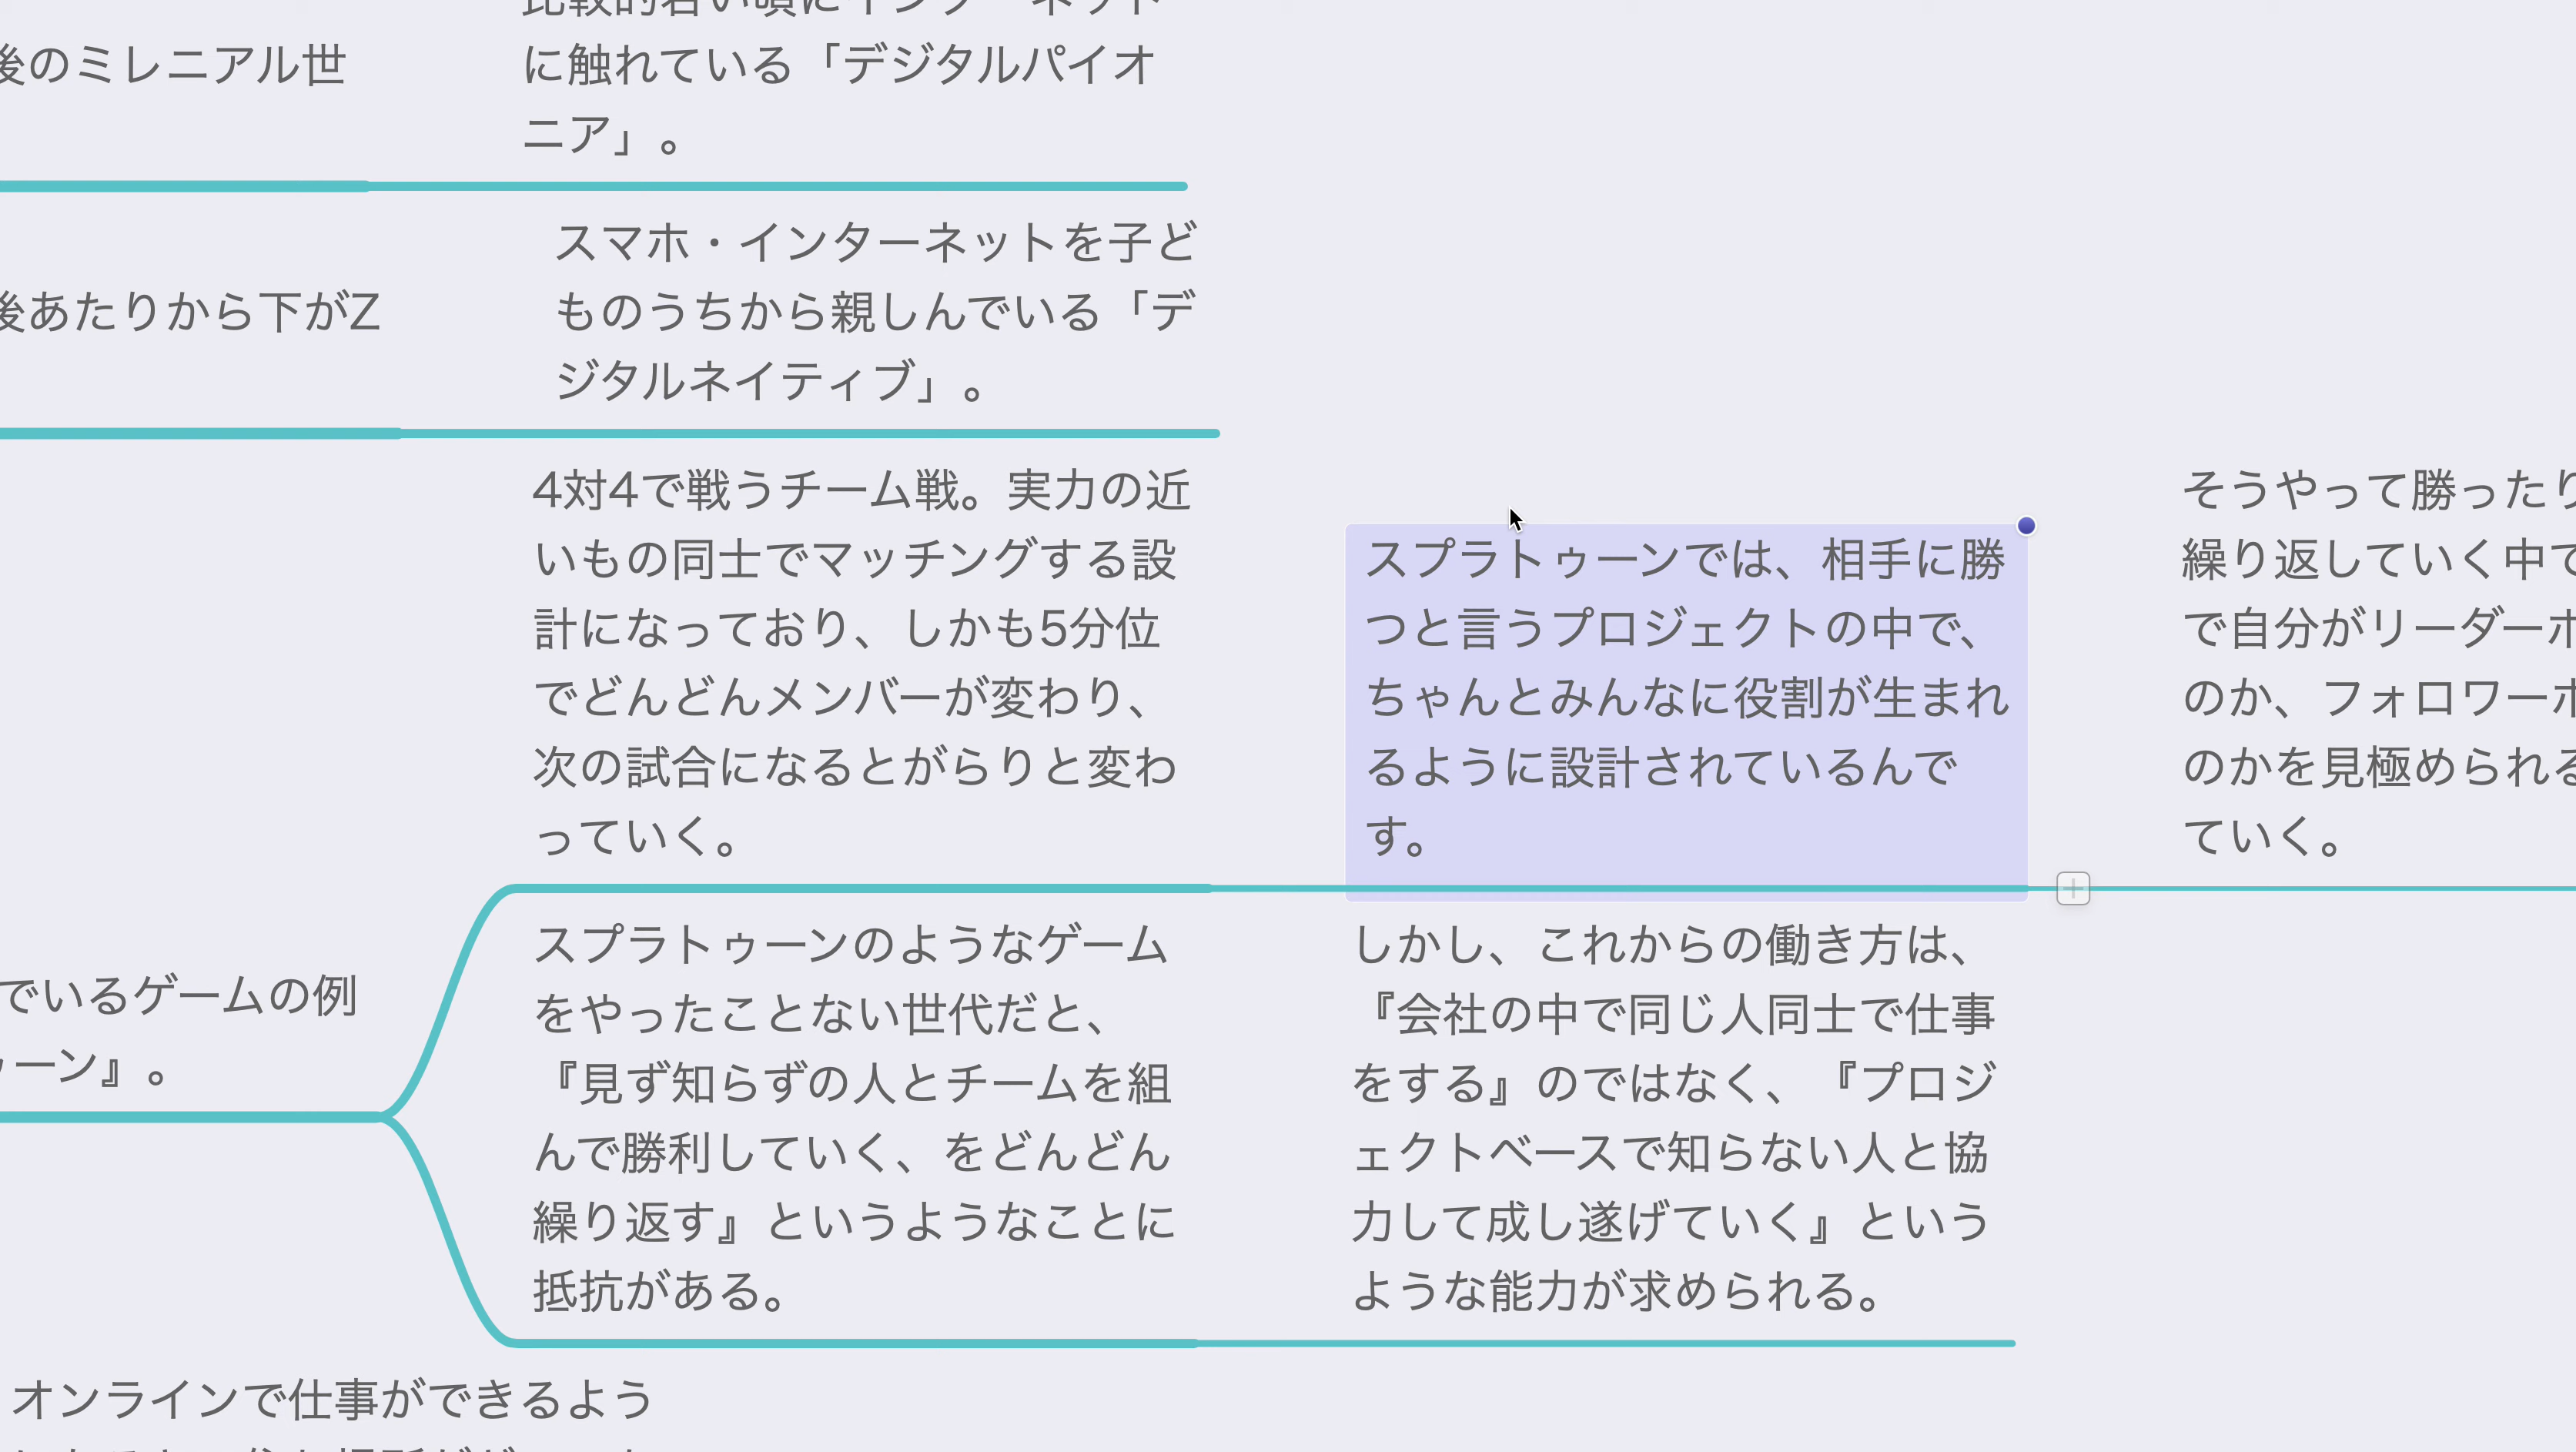 比較的若い頃にインターネット
に触れている「デジタルパイオ
ニア」。
後のミレニアル世
スマホ・インターネットを子ど
ものうちから親しんでいる「デ
ジタルネイティブ」。
後あたりから下がZ
4対4で戦うチーム戦。実力の近
いもの同士でマッチングする設
計になっており、しかも5分位
でどんどんメンバーが変わり、
次の試合になるとがらりと変わ
っていく。
スプラトゥーンでは、相手に勝
つと言うプロジェクトの中で、
ちゃんとみんなに役割が生まれ
るように設計されているんで
す。
そうやって勝ったり
繰り返していく中で
で自分がリーダーポ
のか、フォロワーポ
のかを見極められる
ていく。
でいるゲームの例
ゥーン』。
スプラトゥーンのようなゲーム
をやったことない世代だと、
『見ず知らずの人とチームを組
んで勝利していく、をどんどん
繰り返す』というようなことに
抵抗がある。
しかし、これからの働き方は、
『会社の中で同じ人同士で仕事
をする』のではなく、『プロジ
ェクトベースで知らない人と協
力して成し遂げていく』という
ような能力が求められる。
オンラインで仕事ができるよう